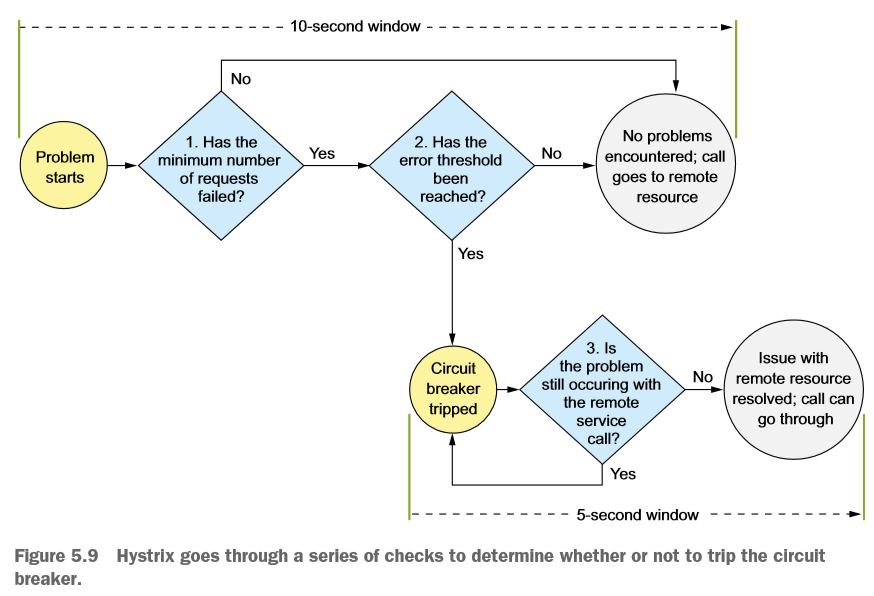 10-second window
No
Problem
starts
1. Has the
minimum number
of requests
failed?
Yes
2. Has the
error threshold
been
reached?
No
No problems
encountered; call
goes to remote
resource
Yes
Circuit
breaker
tripped
3. Is
the problem
still occuring with
the remote
service
call?
No
Issue with
remote resource
resolved; call can
go through
Yes
5-second window
Figure 5.9 Hystrix goes through a series of checks to determine whether or not to trip the circuit
breaker.